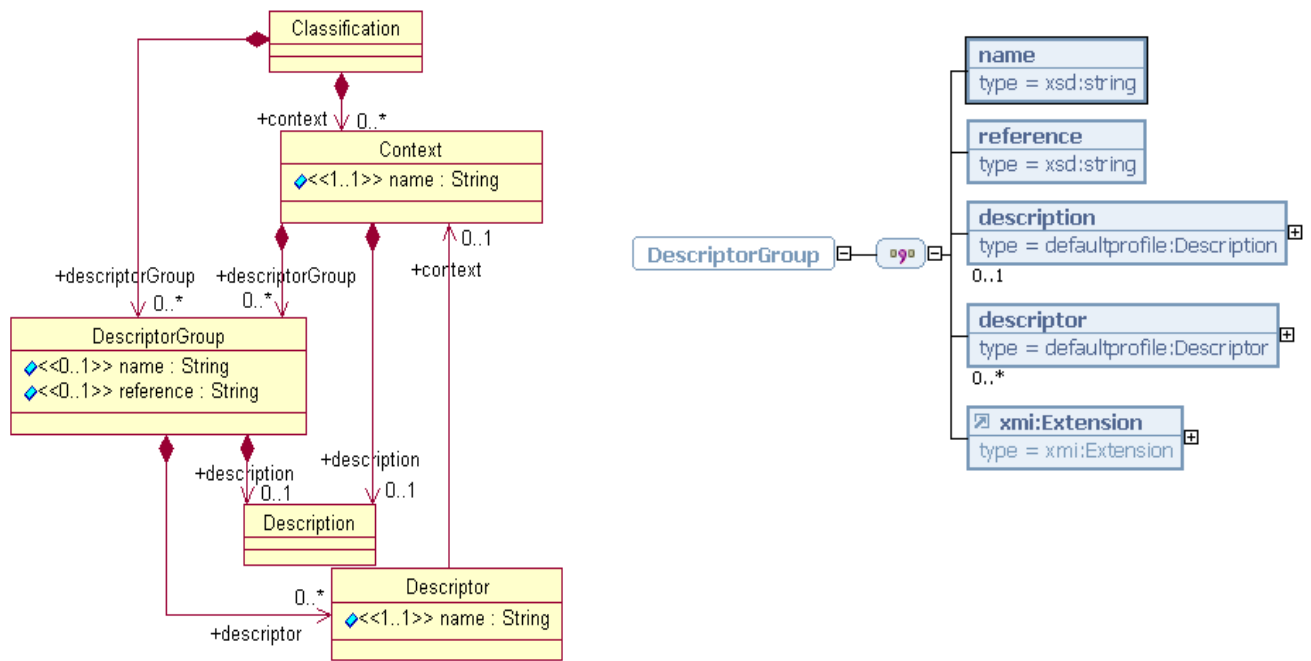 Classification
+context
0..*
Context
<<1..1>> name : String
0..1
+context
+descriptorGroup
0..*
+descriptorGroup
0..*
DescriptorGroup
<<0..1>> name : String
<<0..1>> reference : String
+description
0..1
+description
0..1
Description
0..*
+descriptor
Descriptor
<<1..1>> name : String
DescriptorGroup
name
type = xsd:string
reference
type = xsd:string
description
type = defaultprofile:Description
0..1
descriptor
type = defaultprofile:Descriptor
0..*
xmi:Extension
type = xmi:Extension